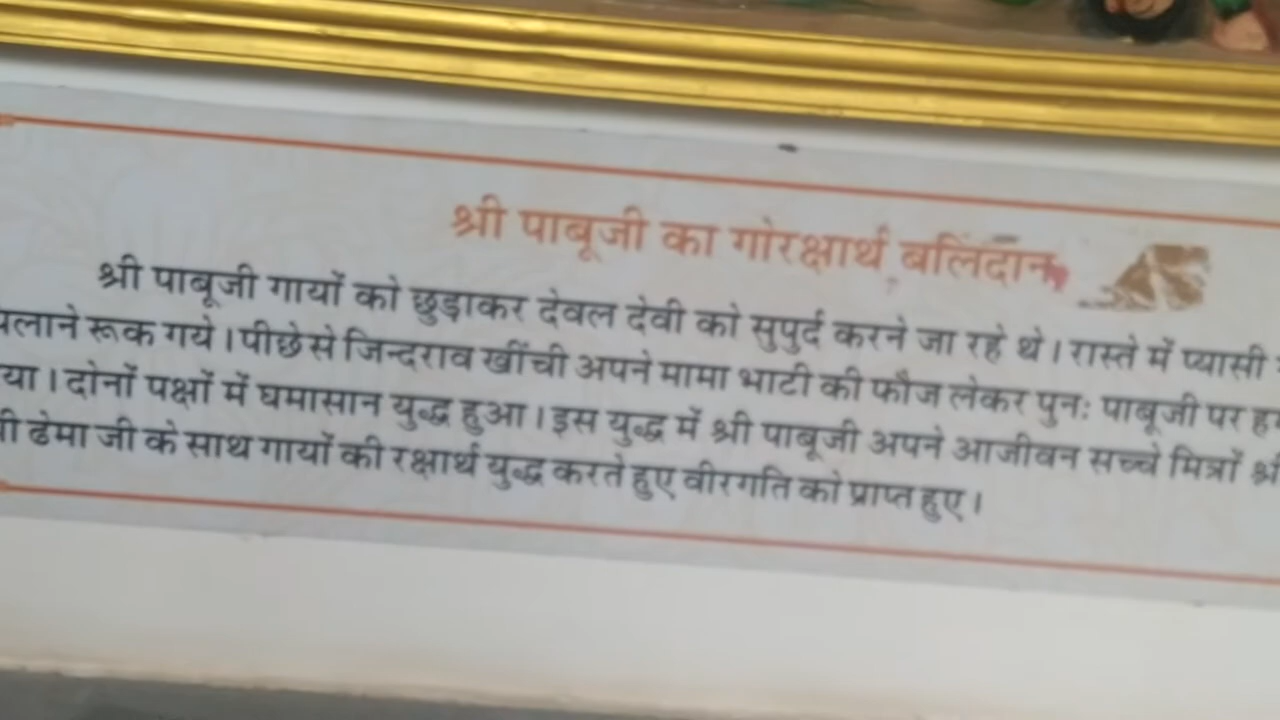 श्री पाबूजी का गोरक्षार्थ बलिदान
श्री पाबूजी गायों को छुड़ाकर देवल देवी को सुपुर्द करने जा रहे थे। रास्ते में प्यासी
रूक गये। पीछे से जिन्दराव खींची अपने मामा भाटी की फौज लेकर पुनः पाबूजी पर
दोनों पक्षों में घमासान युद्ध हुआ। इस युद्ध में श्री पाबूजी अपने आजीवन सच्चे मित्रों
ढेमा जी के साथ गायों की रक्षार्थ युद्ध करते हुए वीरगति को प्राप्त हुए।